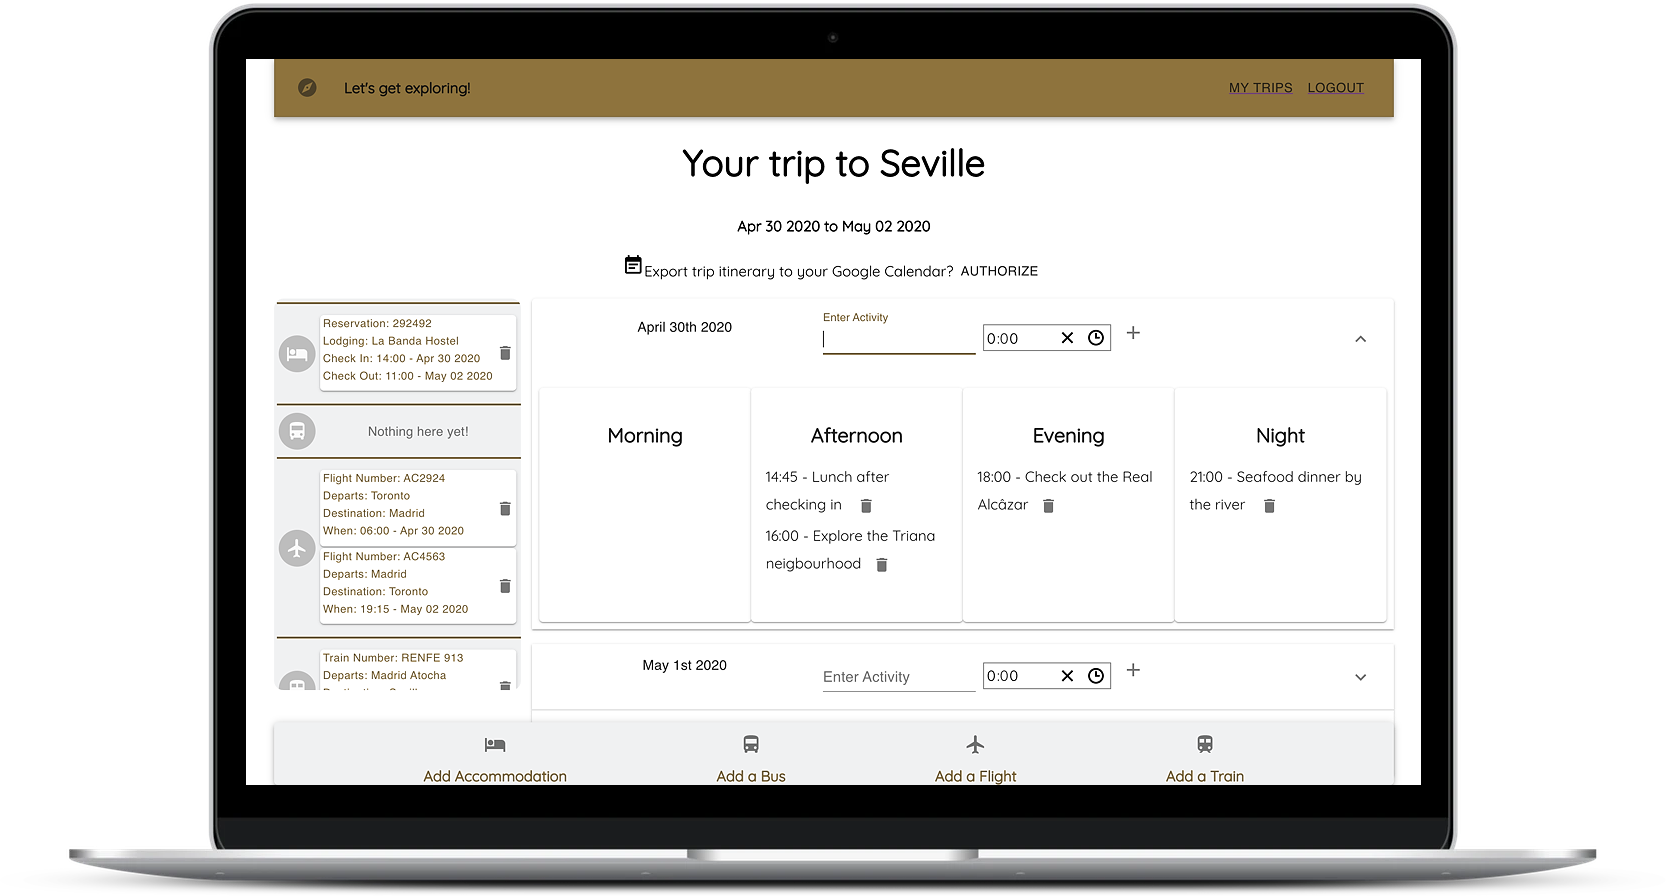 Let's get exploring!
MY TRIPS
LOGOUT
Your trip to Seville
Apr 30 2020 to May 02 2020
Export trip itinerary to your Google Calendar? AUTHORIZE
Reservation: 292492
Lodging: La Banda Hostel
Check In: 14:00 - Apr 30 2020
Check Out: 11:00 - May 02 2020
Nothing here yet!
Flight Number: AC2924
Departs: Toronto
Destination: Madrid
When: 06:00 - Apr 30 2020
Flight Number: AC4563
Departs: Madrid
Destination: Toronto
When: 19:15 - May 02 2020
Train Number: RENFE 913
Departs: Madrid Atocha
April 30th 2020
Enter Activity
0:00
Morning
Afternoon
14:45 - Lunch after
checking in
16:00 - Explore the Triana
neigbourhood
Evening
18:00 - Check out the Real
Alcâzar
Night
21:00 - Seafood dinner by
the river
May 1st 2020
Enter Activity
0:00
Add Accommodation
Add a Bus
Add a Flight
Add a Train